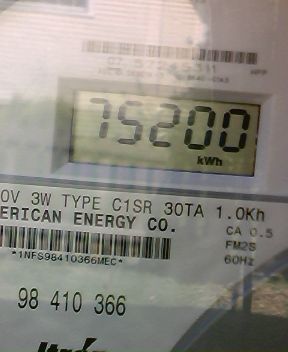 75200
kWh
0V 3W TYPE C1SR 30TA 1.0Kh
ERICAN ENERGY CO.
CA 0.5
FM2S
60Hz
*1NFS98410366MEC*
98 410 366
Itrón